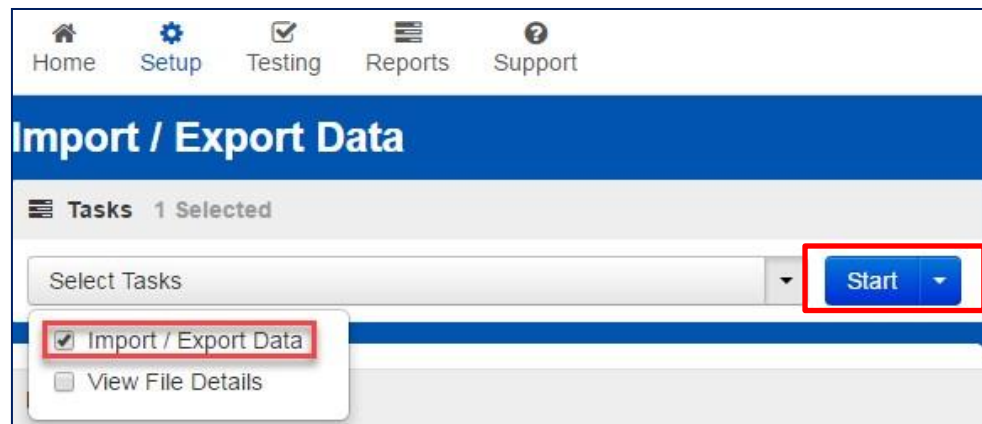 Home Setup Testing Reports Support
Import / Export Data
Tasks 1 Selected
Select Tasks Start
Import / Export Data
View File Details